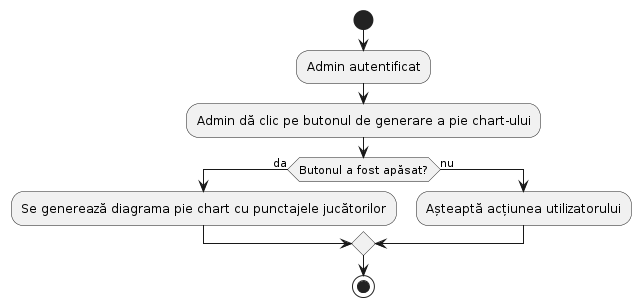 Admin autentificat
Admin dă clic pe butonul de generare a pie chart-ului
da
Butonul a fost apăsat?
nu
Se generează diagrama pie chart cu punctajele jucătorilor
Așteaptă acțiunea utilizatorului